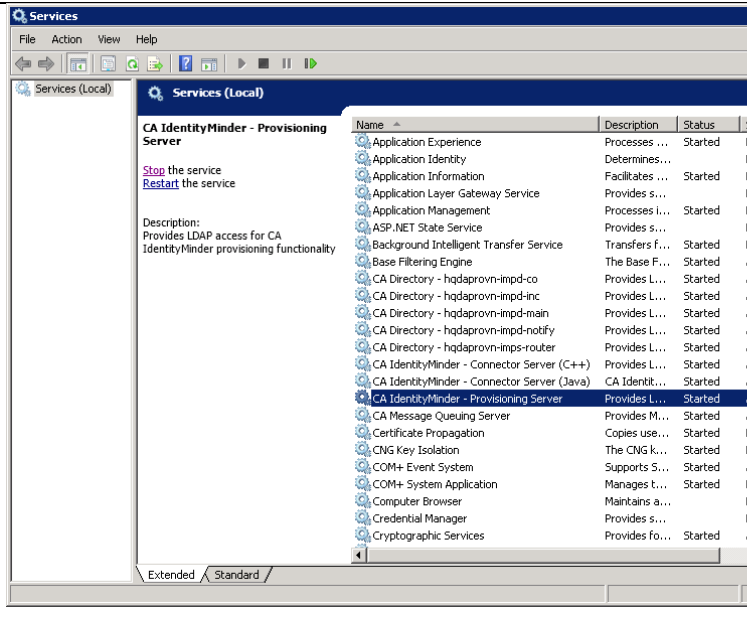 Services
File Action View Help
Services (Local)
Services (Local)
CA IdentityMinder - Provisioning
Server
Stop the service
Restart the service
Description:
Provides LDAP access for CA
IdentityMinder provisioning functionality
Name Description Status
Application Experience Processes ... Started
Application Identity Determines...
Application Information Facilitates ... Started
Application Layer Gateway Service Provides s...
Application Management Processes i... Started
ASP.NET State Service Provides s...
Background Intelligent Transfer Service Transfers f... Started
Base Filtering Engine The Base F... Started
CA Directory - hqdaprovn-impd-co Provides L... Started
CA Directory - hqdaprovn-impd-inc Provides L... Started
CA Directory - hqdaprovn-impd-main Provides L... Started
CA Directory - hqdaprovn-impd-notify Provides L... Started
CA Directory - hqdaprovn-imps-router Provides L... Started
CA IdentityMinder - Connector Server (C++) Provides L... Started
CA IdentityMinder - Connector Server (Java) CA Identit... Started
CA IdentityMinder - Provisioning Server Provides L... Started
CA Message Queuing Server Provides M... Started
Certificate Propagation Copies use... Started
CNG Key Isolation The CNG k... Started
COM+ Event System Supports S... Started
COM+ System Application Manages t... Started
Computer Browser Maintains a...
Credential Manager Provides s...
Cryptographic Services Provides fo... Started
Extended Standard